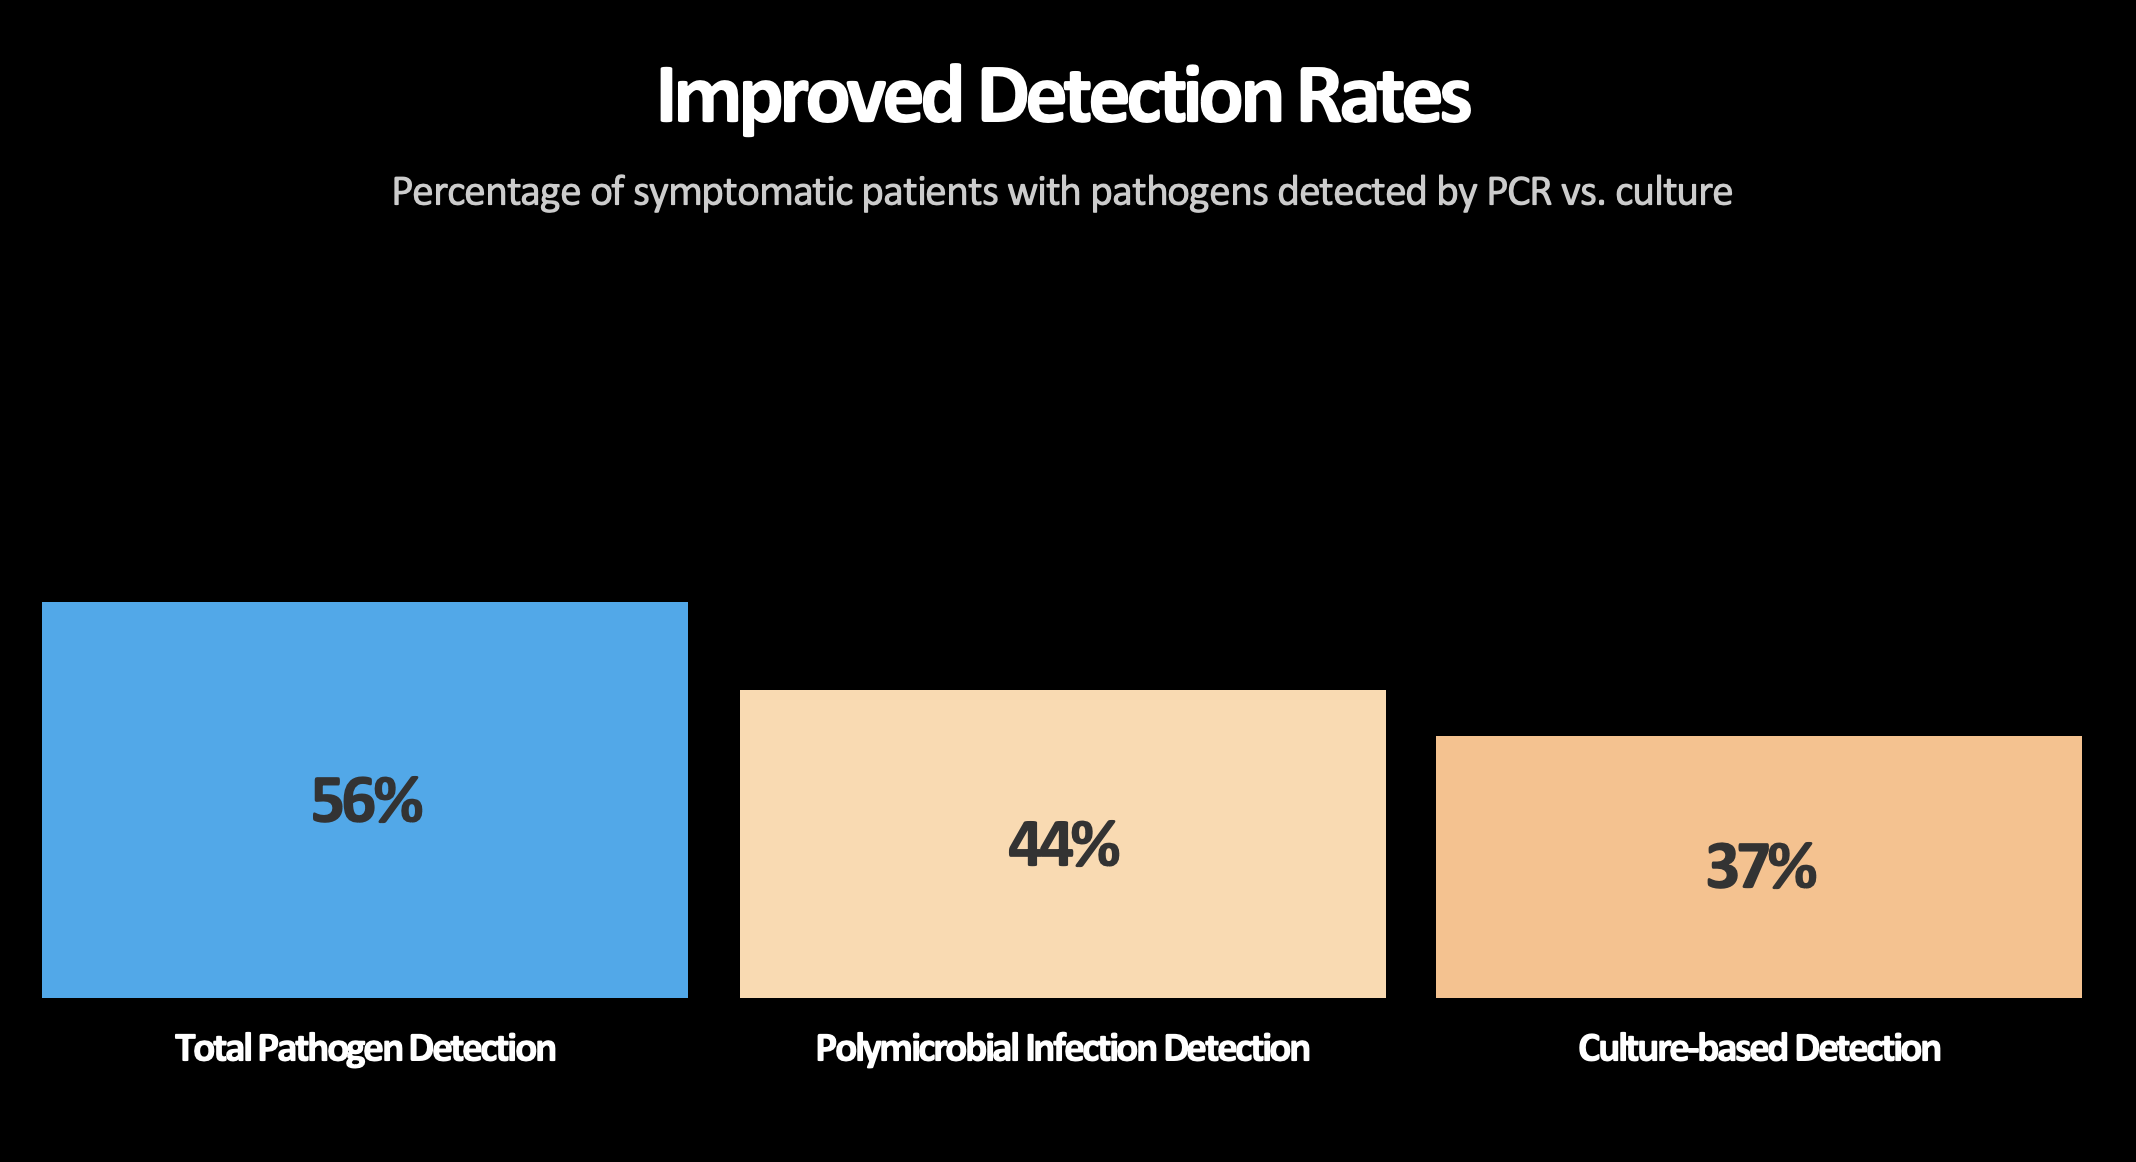 Improved Detection Rates
Percentage of symptomatic patients with pathogens detected by PCR vs. culture
56%
44%
37%
Total Pathogen Detection
Polymicrobial Infection Detection
Culture-based Detection